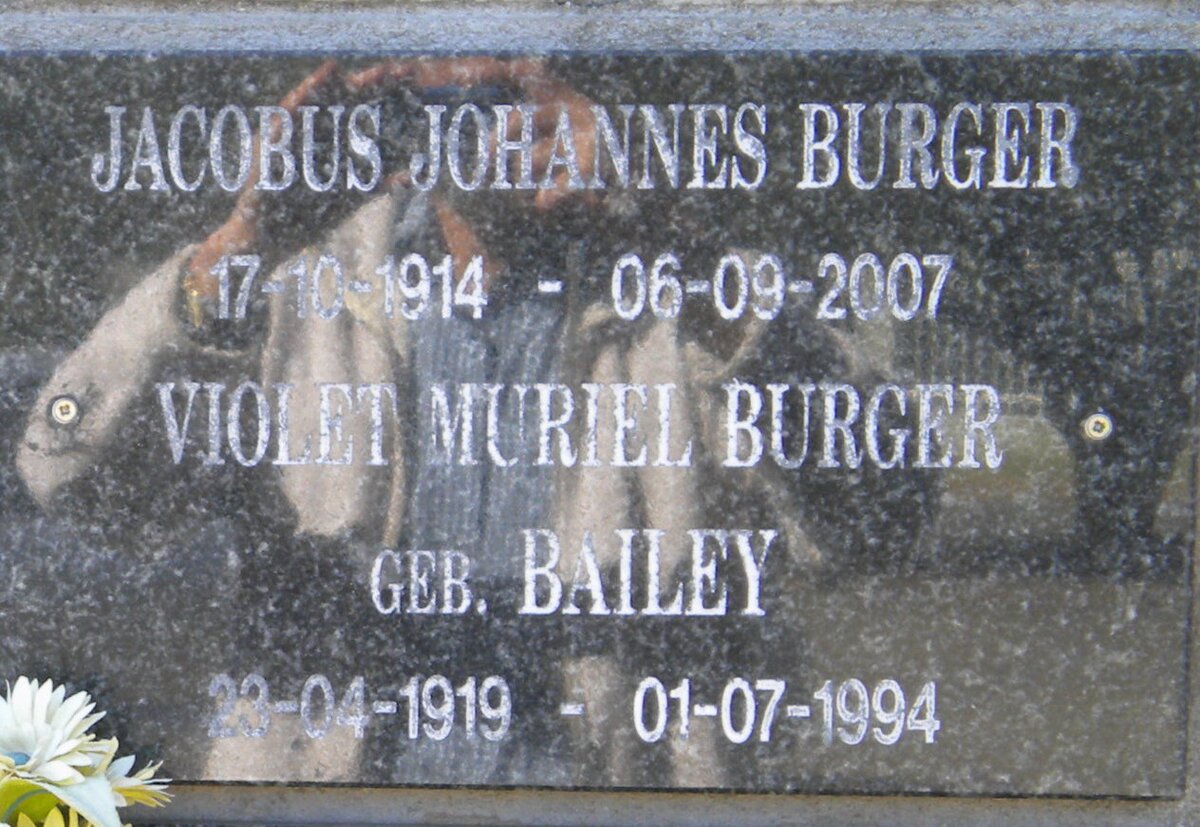 JACOBUS JOHANNES BURGER
17-10-1914 - 06-09-2007
VIOLET MURIEL BURGER
GEB. BAILEY
23-04-1919 - 01-07-1994